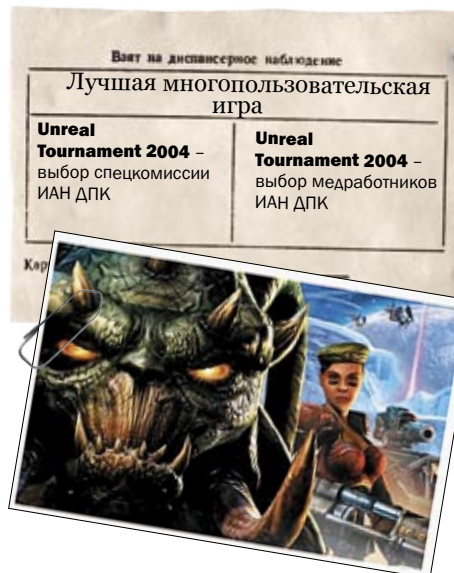 Взят на диспансерное наблюдение
Лучшая многопользовательская
игра
Unreal
Tournament 2004 –
выбор спецкомиссии
ИАН ДПК
Unreal
Tournament 2004 –
выбор медработников
ИАН ДПК